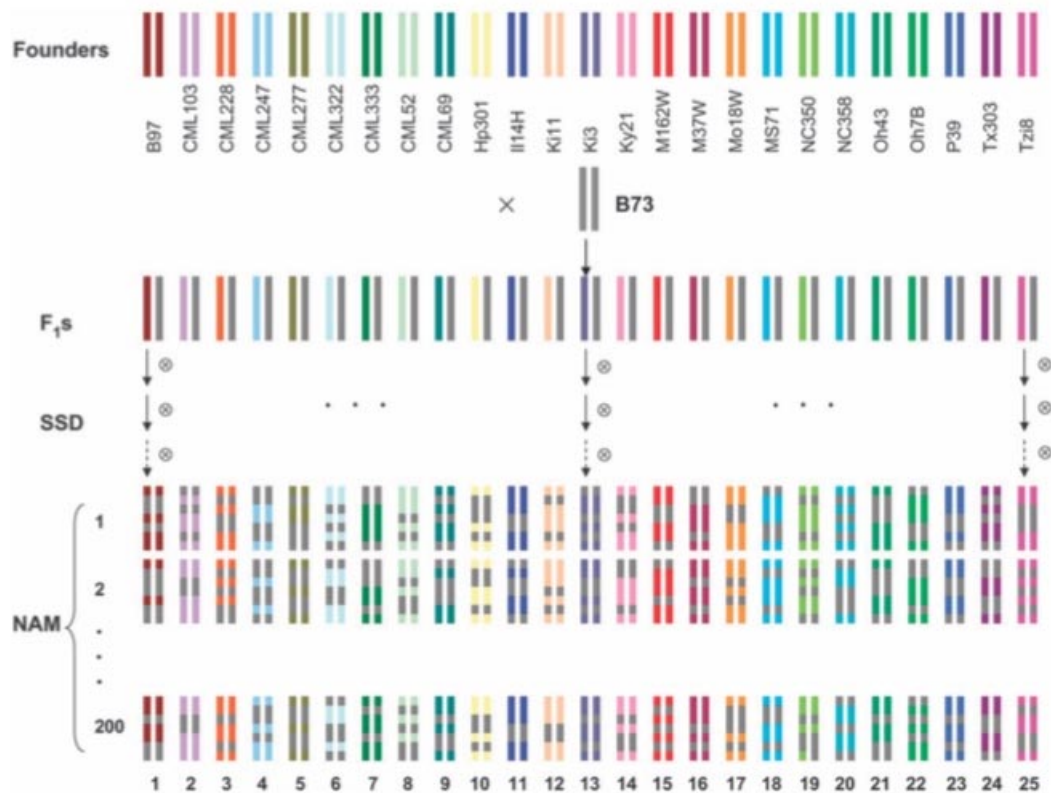 Founders
B97 CML103 CML228 CML247 CML277 CML322 CML333 CML52 CML69 Hp301 Il14H Ki11 Ki3 Ky21 M162W M37W Mo18W MS71 NC350 NC358 Oh43 Oh7B P39 Tx303 Tzi8
× B73
F₁s
SSD
1
2
NAM
200
1 2 3 4 5 6 7 8 9 10 11 12 13 14 15 16 17 18 19 20 21 22 23 24 25